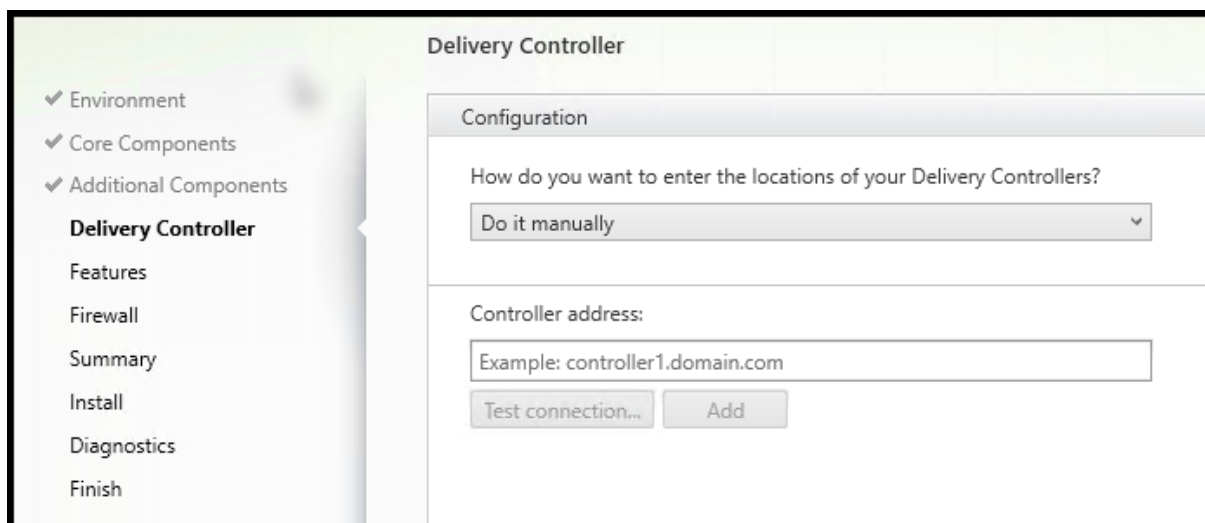 Delivery Controller
Environment
Core Components
Additional Components
Delivery Controller
Features
Firewall
Summary
Install
Diagnostics
Finish
Configuration
How do you want to enter the locations of your Delivery Controllers?
Do it manually
Controller address:
Example: controller1.domain.com
Test connection...
Add